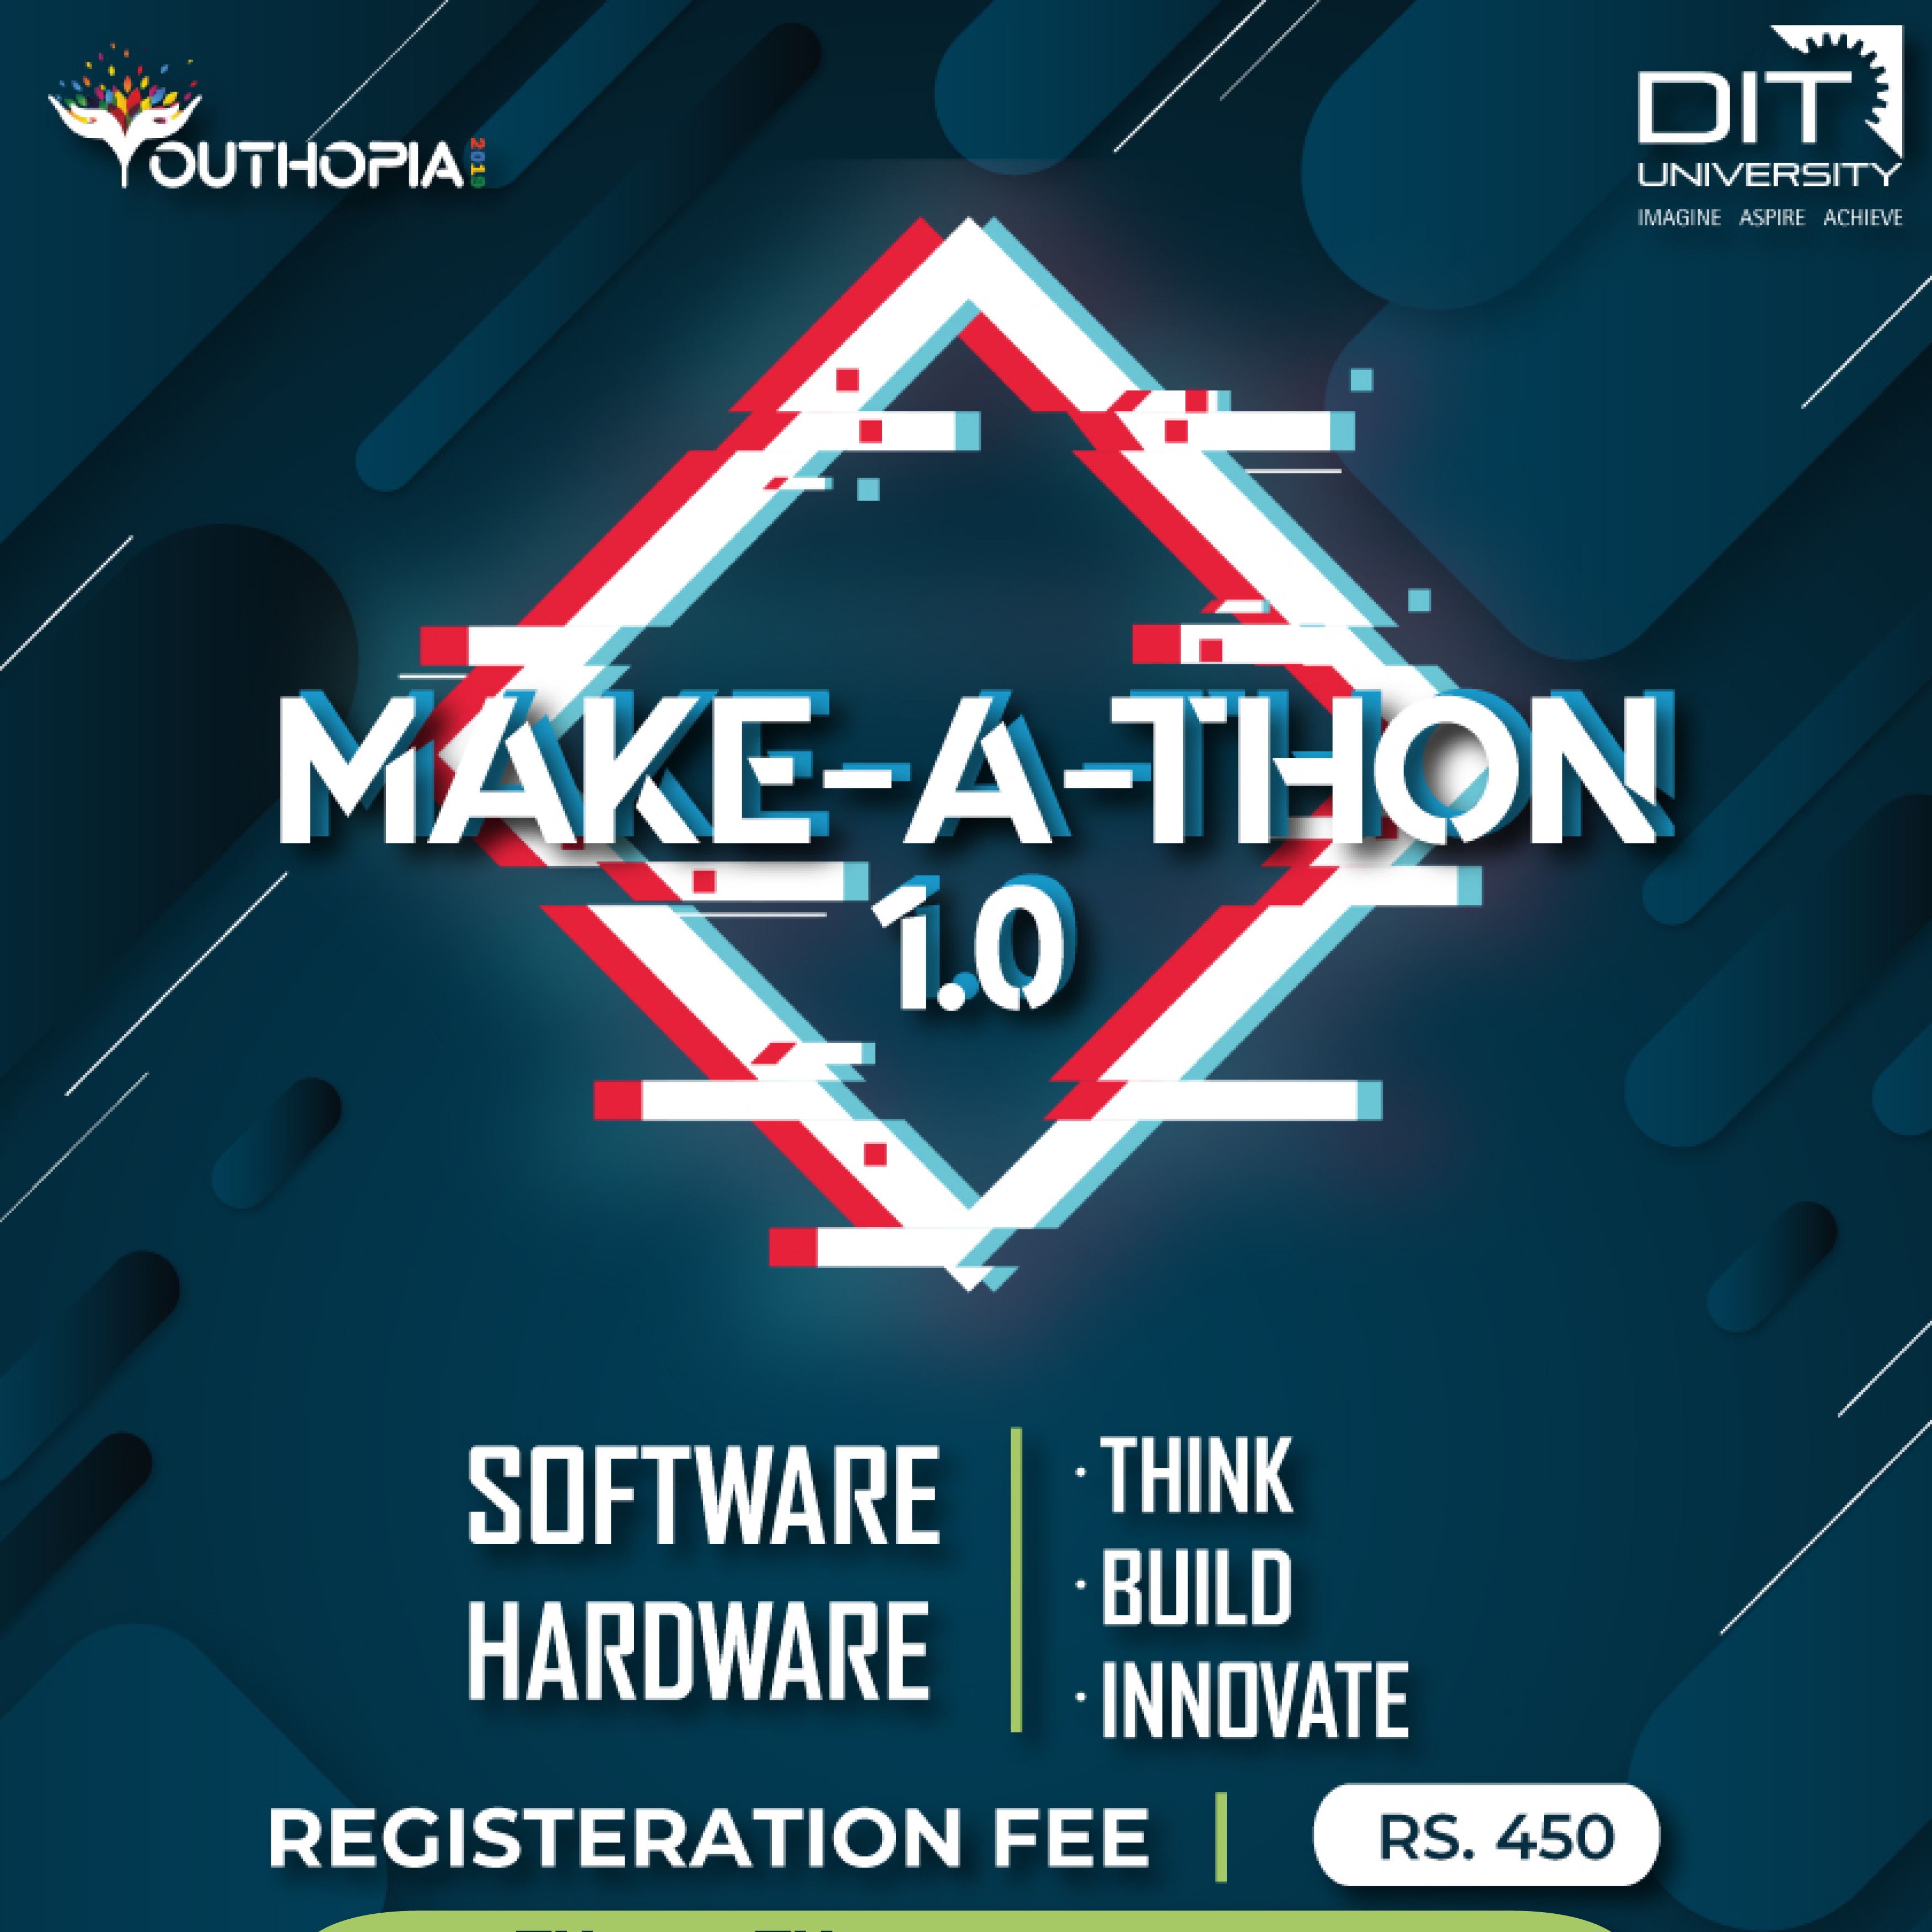 YOUTHOPIA 2019
DIT
UNIVERSITY
IMAGINE ASPIRE ACHIEVE
MAKE-A-THON
1.0
SOFTWARE
HARDWARE
· THINK
· BUILD
· INNOVATE
REGISTERATION FEE
RS. 450